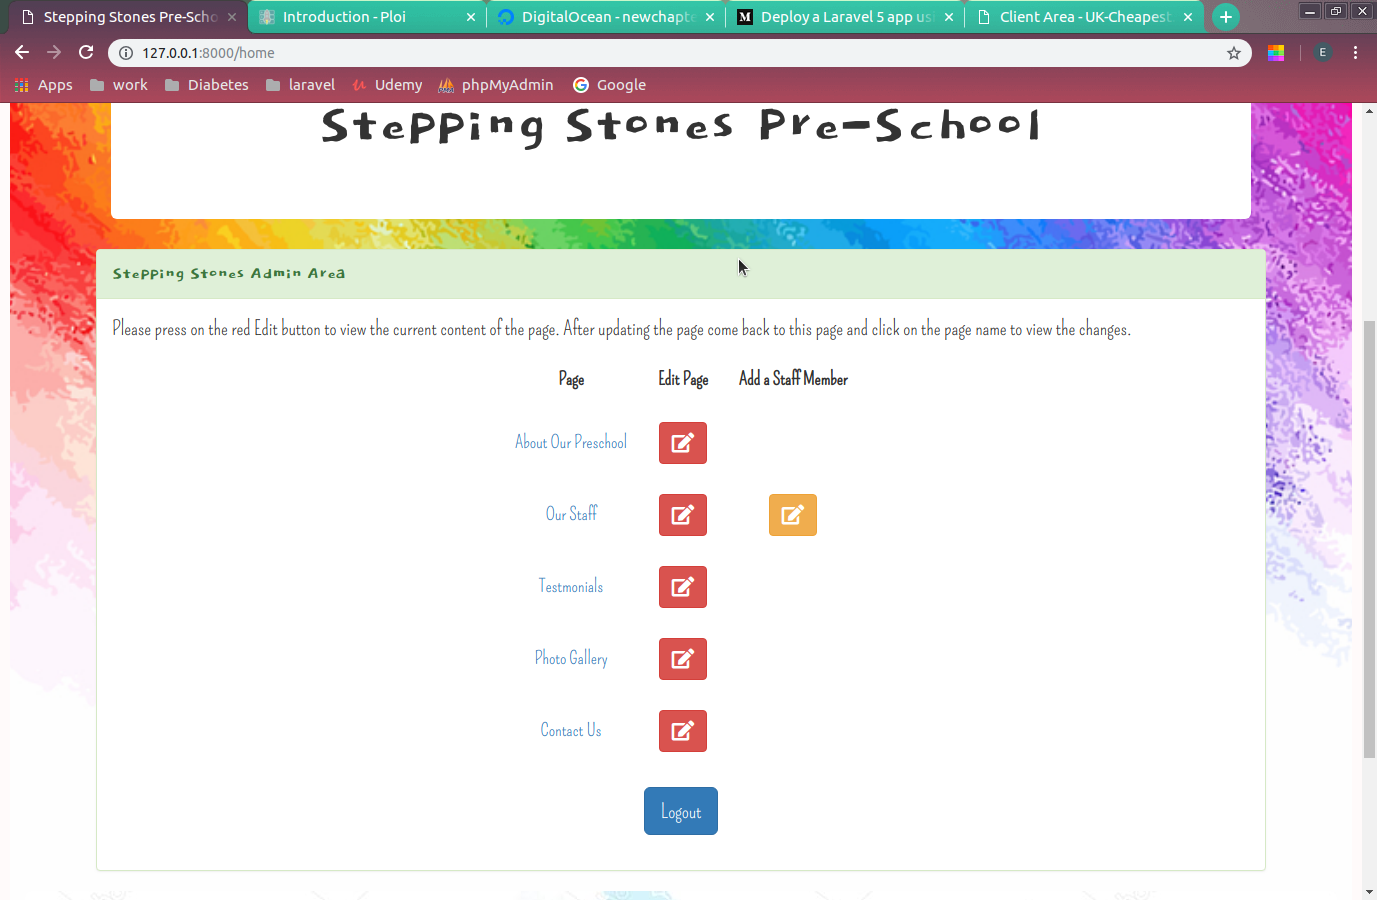 Stepping Stones Pre-Scho
Introduction - Ploi
DigitalOcean - newchapte
Deploy a Laravel 5 app us
Client Area - UK-Cheapest
127.0.0.1:8000/home
E
Apps
work
Diabetes
laravel
Udemy
phpMyAdmin
Google
Stepping Stones Pre-School
Stepping Stones Admin Area
Please press on the red Edit button to view the current content of the page. After updating the page come back to this page and click on the page name to view the changes.
Page Edit Page Add a Staff Member
About Our Preschool
Our Staff
Testmonials
Photo Gallery
Contact Us
Logout